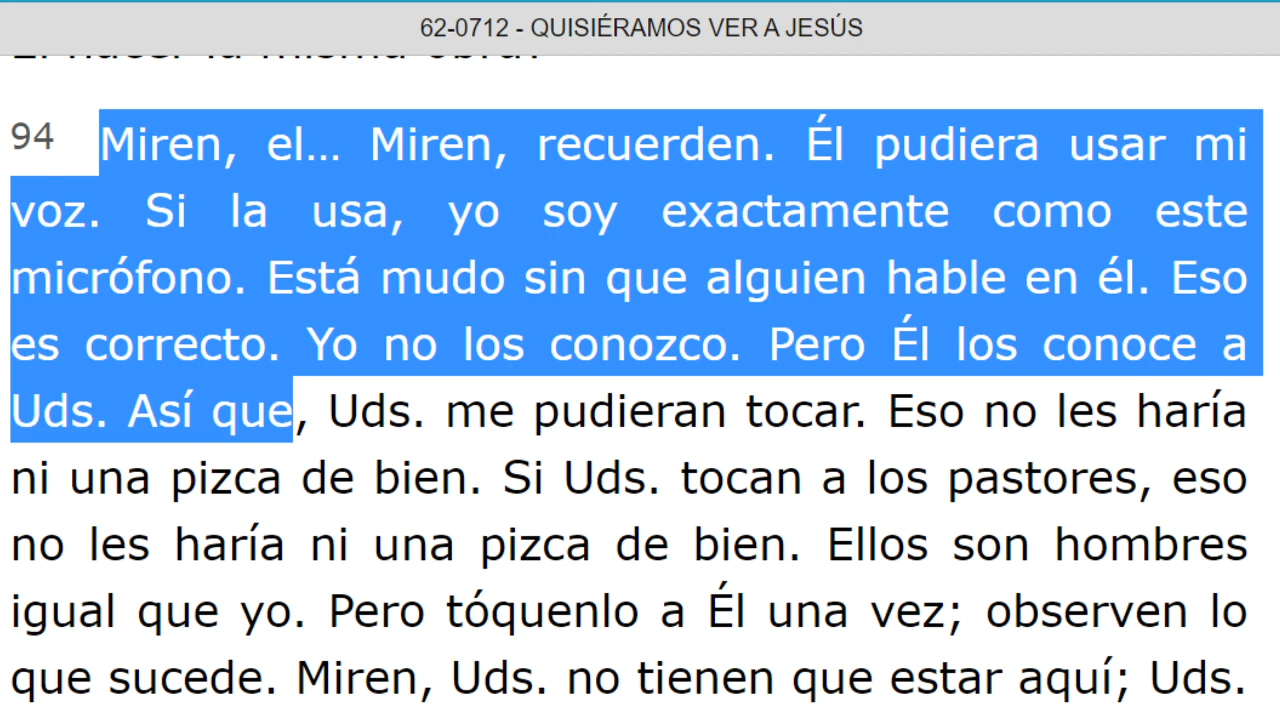 62-0712 - QUISIÉRAMOS VER A JESÚS
Él hacer la misma obra?
94 Miren, el… Miren, recuerden. Él pudiera usar mi
voz. Si la usa, yo soy exactamente como este
micrófono. Está mudo sin que alguien hable en él. Eso
es correcto. Yo no los conozco. Pero Él los conoce a
Uds. Así que, Uds. me pudieran tocar. Eso no les haría
ni una pizca de bien. Si Uds. tocan a los pastores, eso
no les haría ni una pizca de bien. Ellos son hombres
igual que yo. Pero tóquenlo a Él una vez; observen lo
que sucede. Miren, Uds. no tienen que estar aquí; Uds.